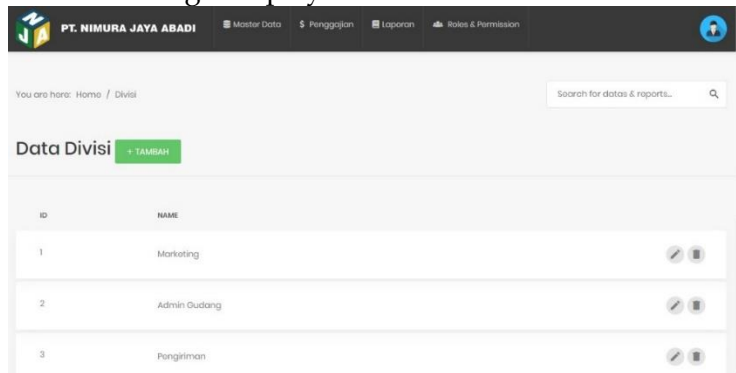 NJA PT. NIMURA JAYA ABADI Master Data $ Penggajian Laporan Roles & Permission
You are here: Home / Divisi Search for datas & reports...
Data Divisi + TAMBAH
ID NAME
1 Marketing
2 Admin Gudang
3 Pengiriman